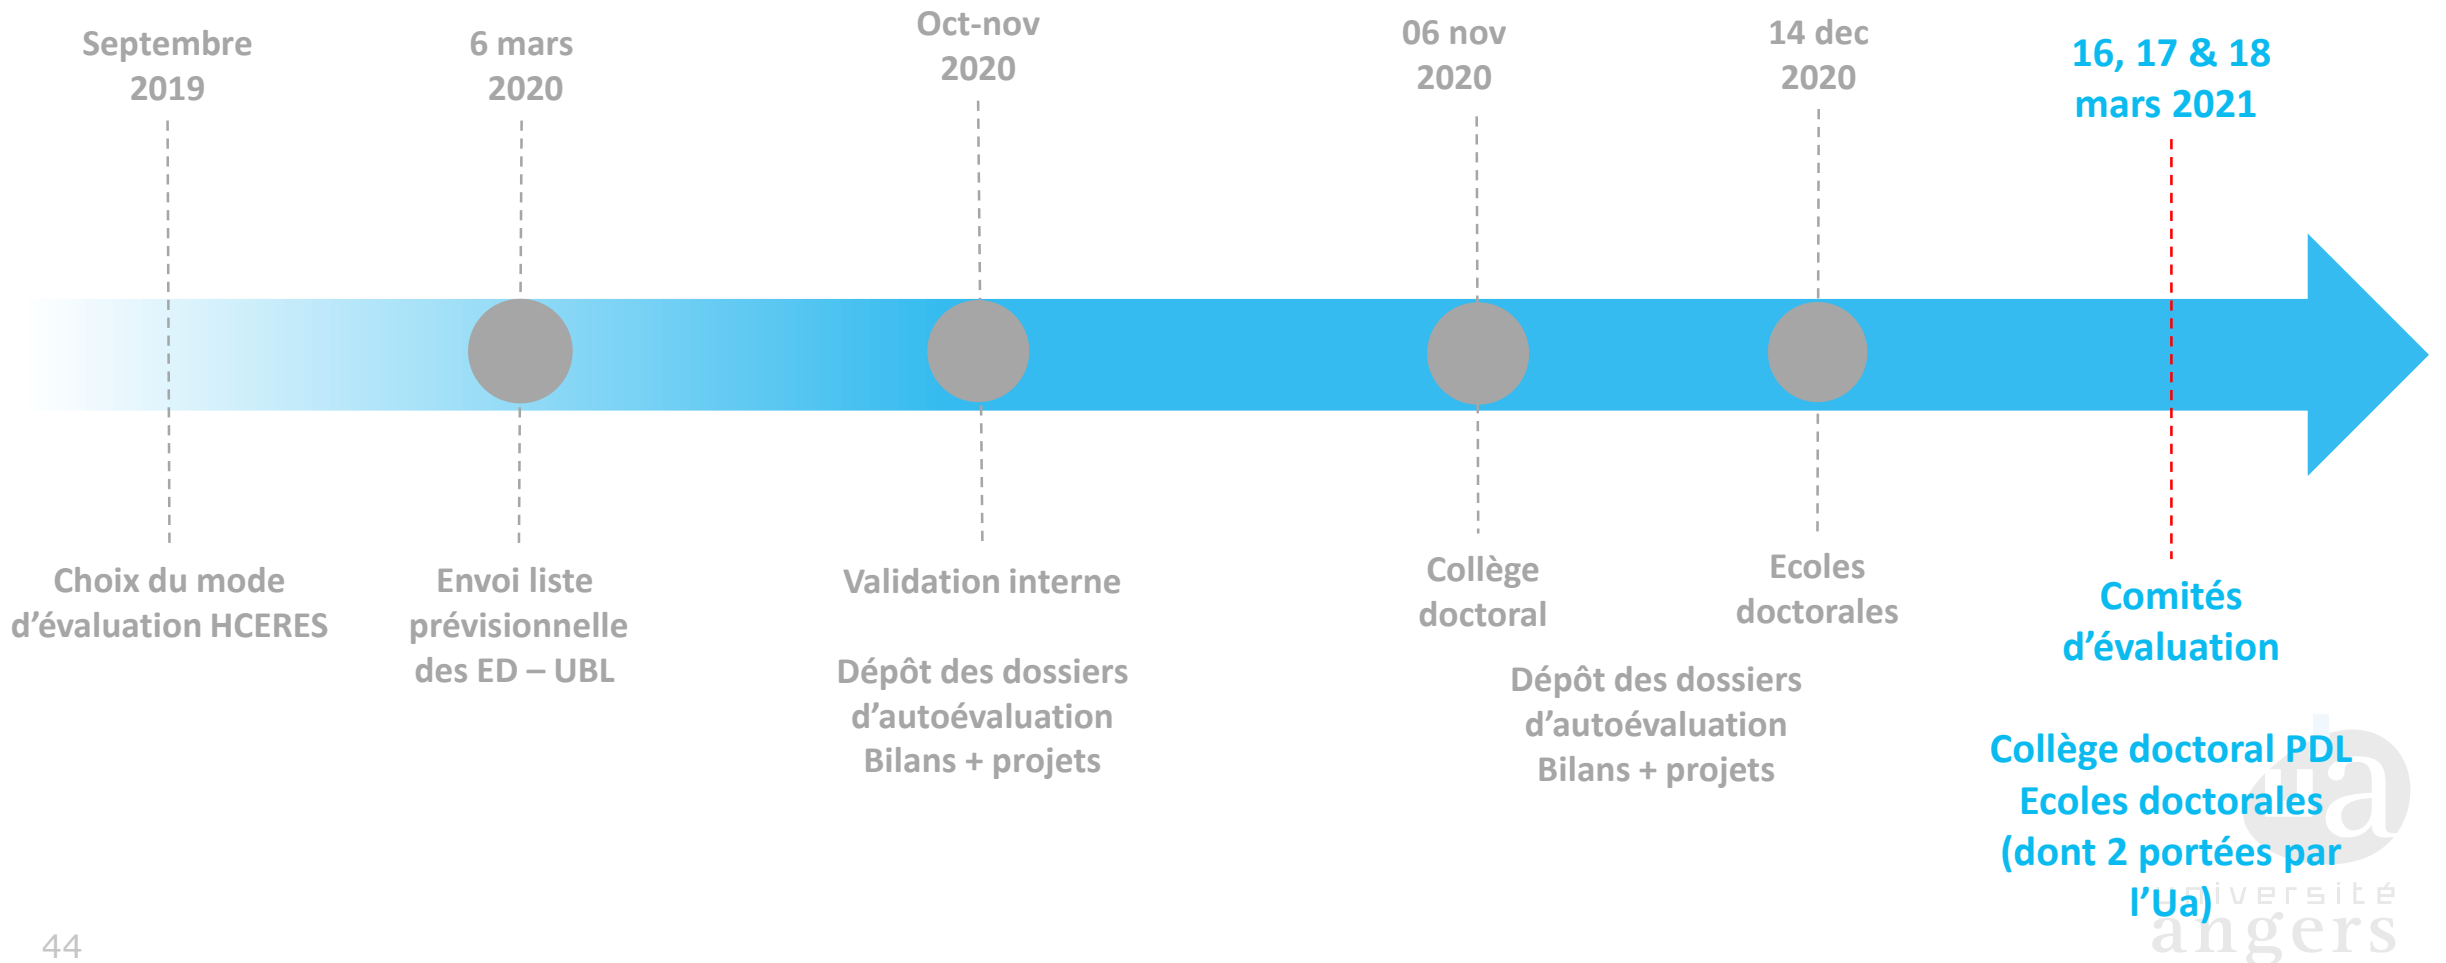 Septembre
2019
6 mars
2020
Oct-nov
2020
06 nov
2020
14 dec
2020
16, 17 & 18
mars 2021
Choix du mode
d'évaluation HCERES
Envoi liste
prévisionnelle
des ED – UBL
Validation interne
Dépôt des dossiers
d'autoévaluation
Bilans + projets
Collège
doctoral
Ecoles
doctorales
Dépôt des dossiers
d'autoévaluation
Bilans + projets
Comités
d'évaluation
Collège doctoral PDL
Ecoles doctorales
(dont 2 portées par
l'Ua)
ua
université
angers
44